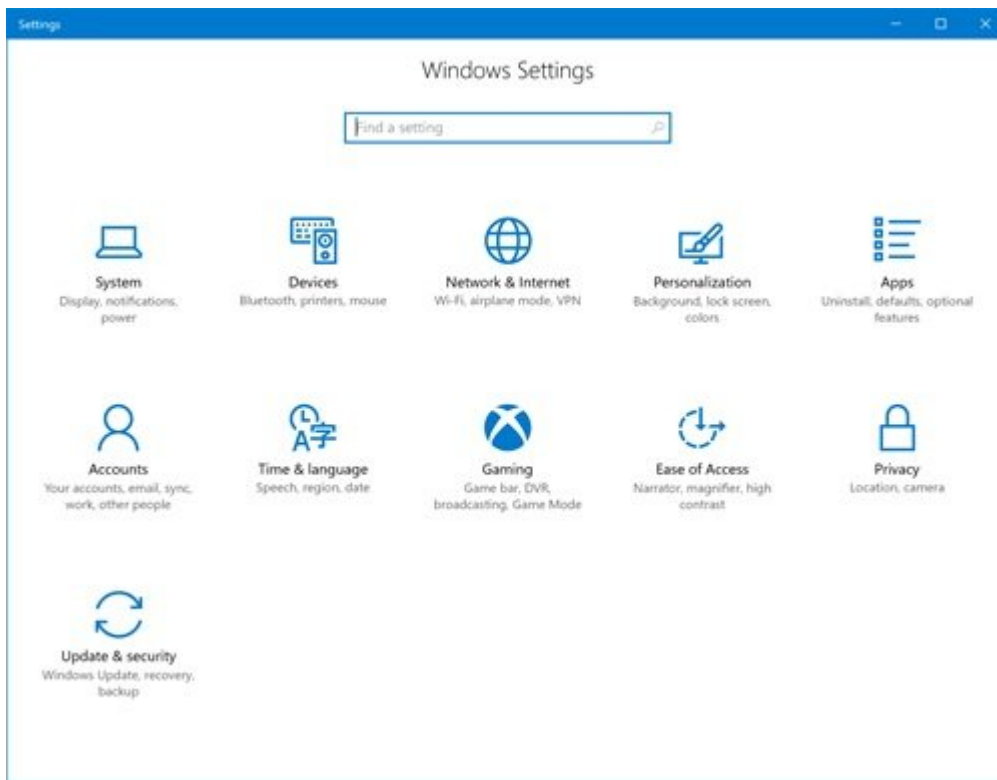 Settings
Windows Settings
Find a setting
System
Display, notifications,
power
Devices
Bluetooth, printers, mouse
Network & Internet
Wi-Fi, airplane mode, VPN
Personalization
Background, lock screen,
colors
Apps
Uninstall, defaults, optional
features
Accounts
Your accounts, email, sync,
work, other people
Time & language
Speech, region, date
Gaming
Game bar, DVR,
broadcasting, Game Mode
Ease of Access
Narrator, magnifier, high
contrast
Privacy
Location, camera
Update & security
Windows Update, recovery,
backup